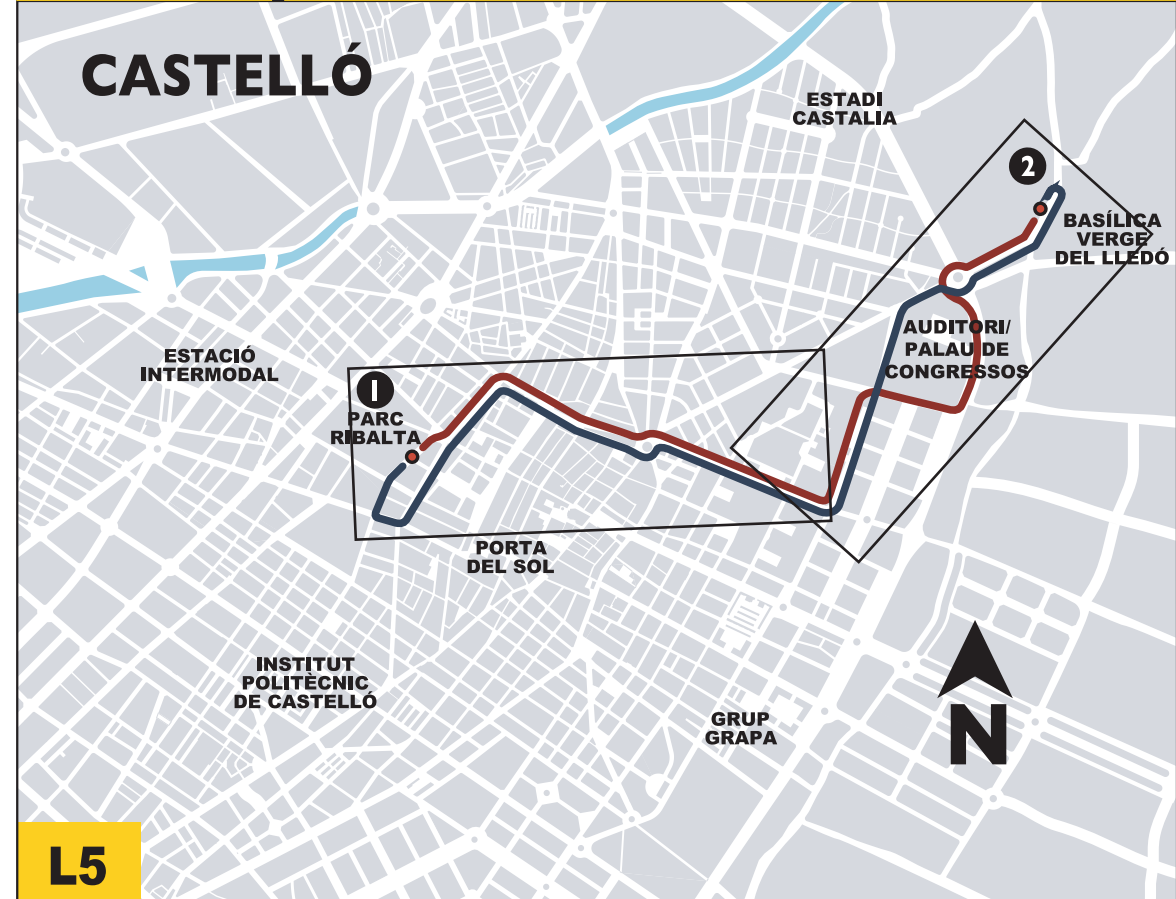 CASTELLÓ
ESTADI
CASTALIA
2
BASÍLICA
VERGE
DEL LLEDÓ
ESTACIÓ
INTERMODAL
AUDITORI/
PALAU DE
CONGRESSOS
1
PARC
RIBALTA
PORTA
DEL SOL
INSTITUT
POLITÈCNIC
DE CASTELLÓ
GRUP
GRAPA
N
L5